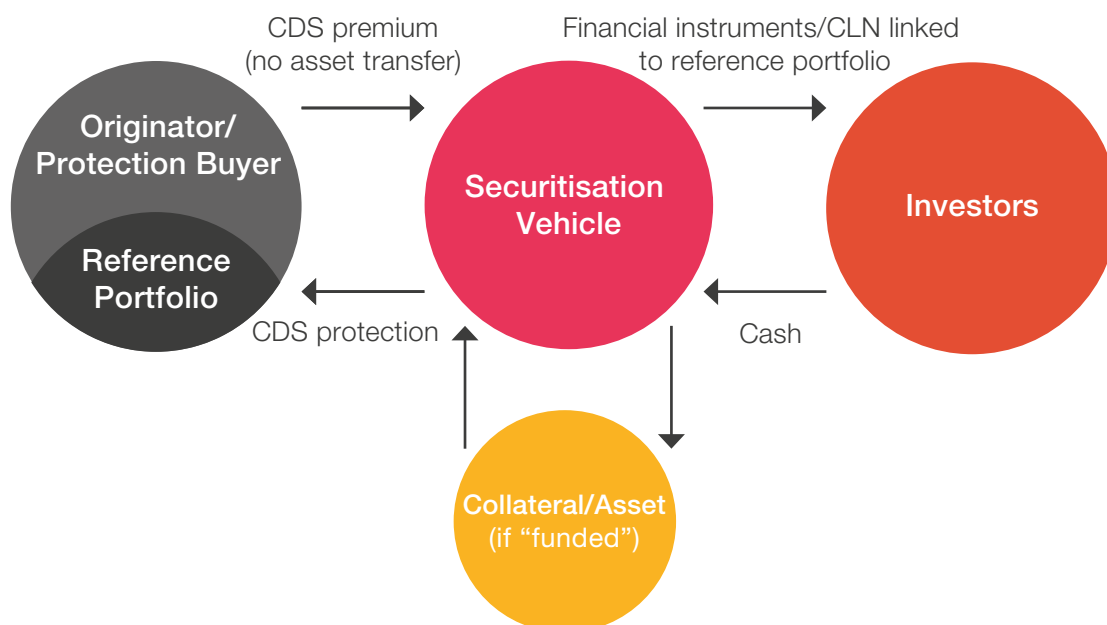 CDS premium
(no asset transfer)
Financial instruments/CLN linked
to reference portfolio
Originator/
Protection Buyer
Securitisation
Vehicle
Investors
Reference
Portfolio
CDS protection
Cash
Collateral/Asset
(if “funded”)